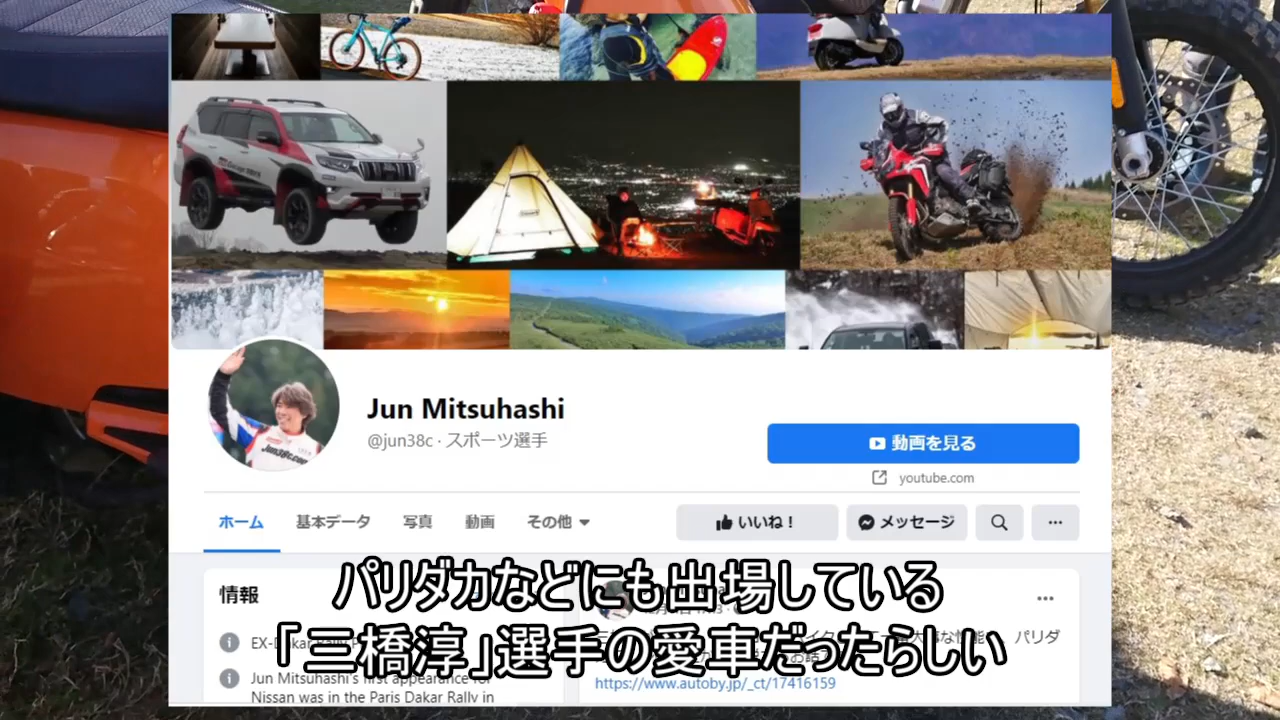 Jun Mitsuhashi
@jun38c · スポーツ選手
動画を見る
youtube.com
ホーム 基本データ 写真 動画 その他
いいね！ メッセージ
情報
パリダカなどにも出場している
「三橋淳」選手の愛車だったらしい
パリダ
Jun Mitsuhashi's first appearance for
Nissan was in the Paris Dakar Rally in
https://www.autoby.jp/_ct/17416159